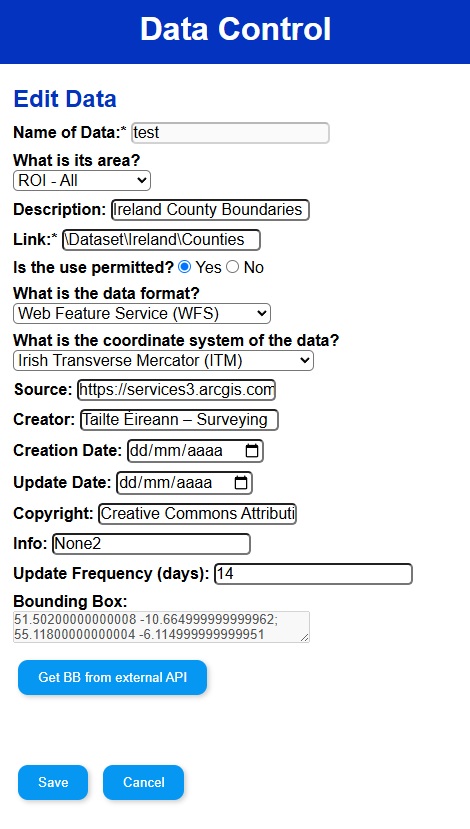 Data Control
Edit Data
Name of Data:* test
What is its area?
ROI - All
Description: Ireland County Boundaries
Link:* \Dataset\Ireland\Counties
Is the use permitted? Yes No
What is the data format?
Web Feature Service (WFS)
What is the coordinate system of the data?
Irish Transverse Mercator (ITM)
Source: https://services3.arcgis.com
Creator: Tailte Éireann – Surveying
Creation Date: dd/mm/aaaa
Update Date: dd/mm/aaaa
Copyright: Creative Commons Attributi
Info: None2
Update Frequency (days): 14
Bounding Box:
51.50200000000008 -10.664999999999962;
55.11800000000004 -6.114999999999951
Get BB from external API
Save Cancel